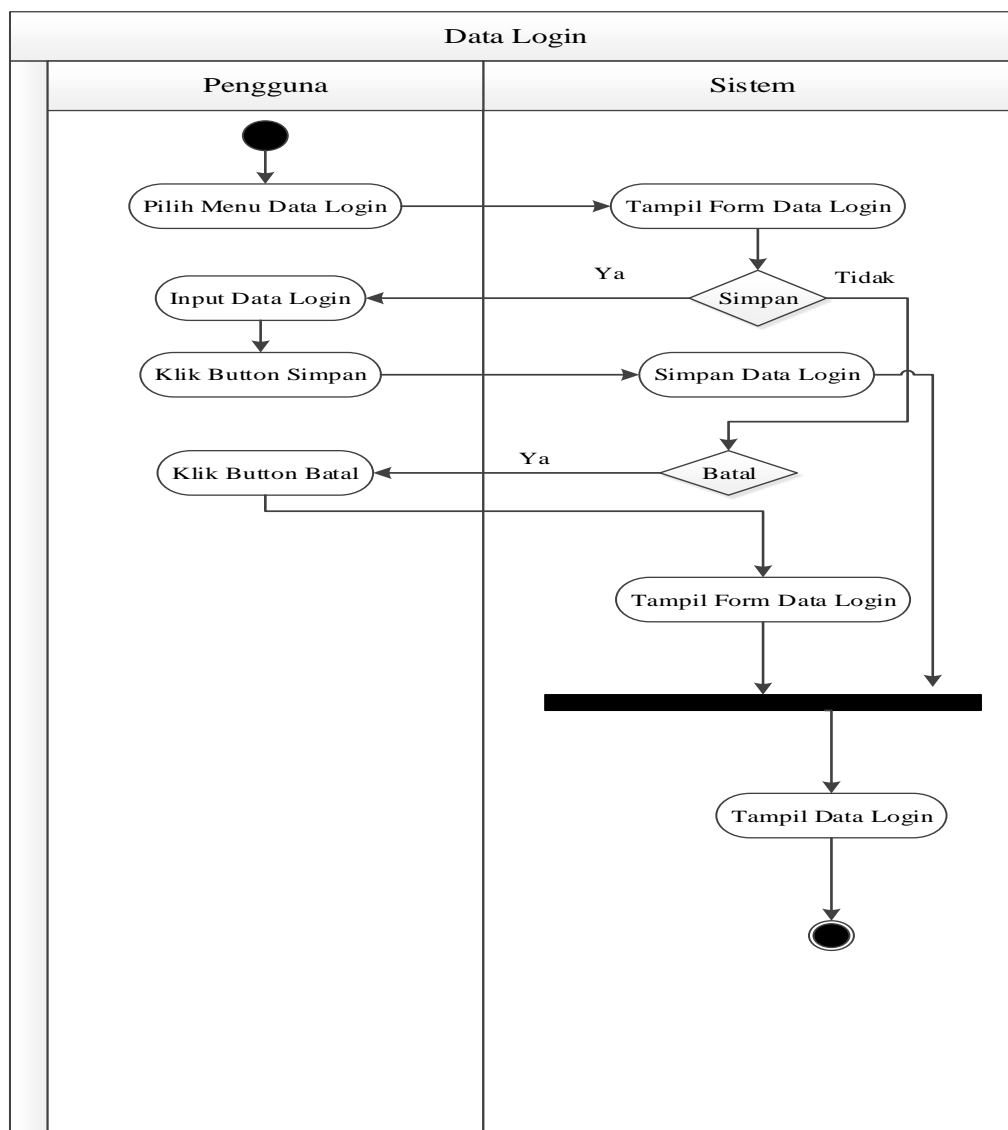 Data Login
Pengguna
Sistem
Pilih Menu Data Login
Tampil Form Data Login
Ya
Tidak
Input Data Login
Simpan
Klik Button Simpan
Simpan Data Login
Ya
Klik Button Batal
Batal
Tampil Form Data Login
Tampil Data Login